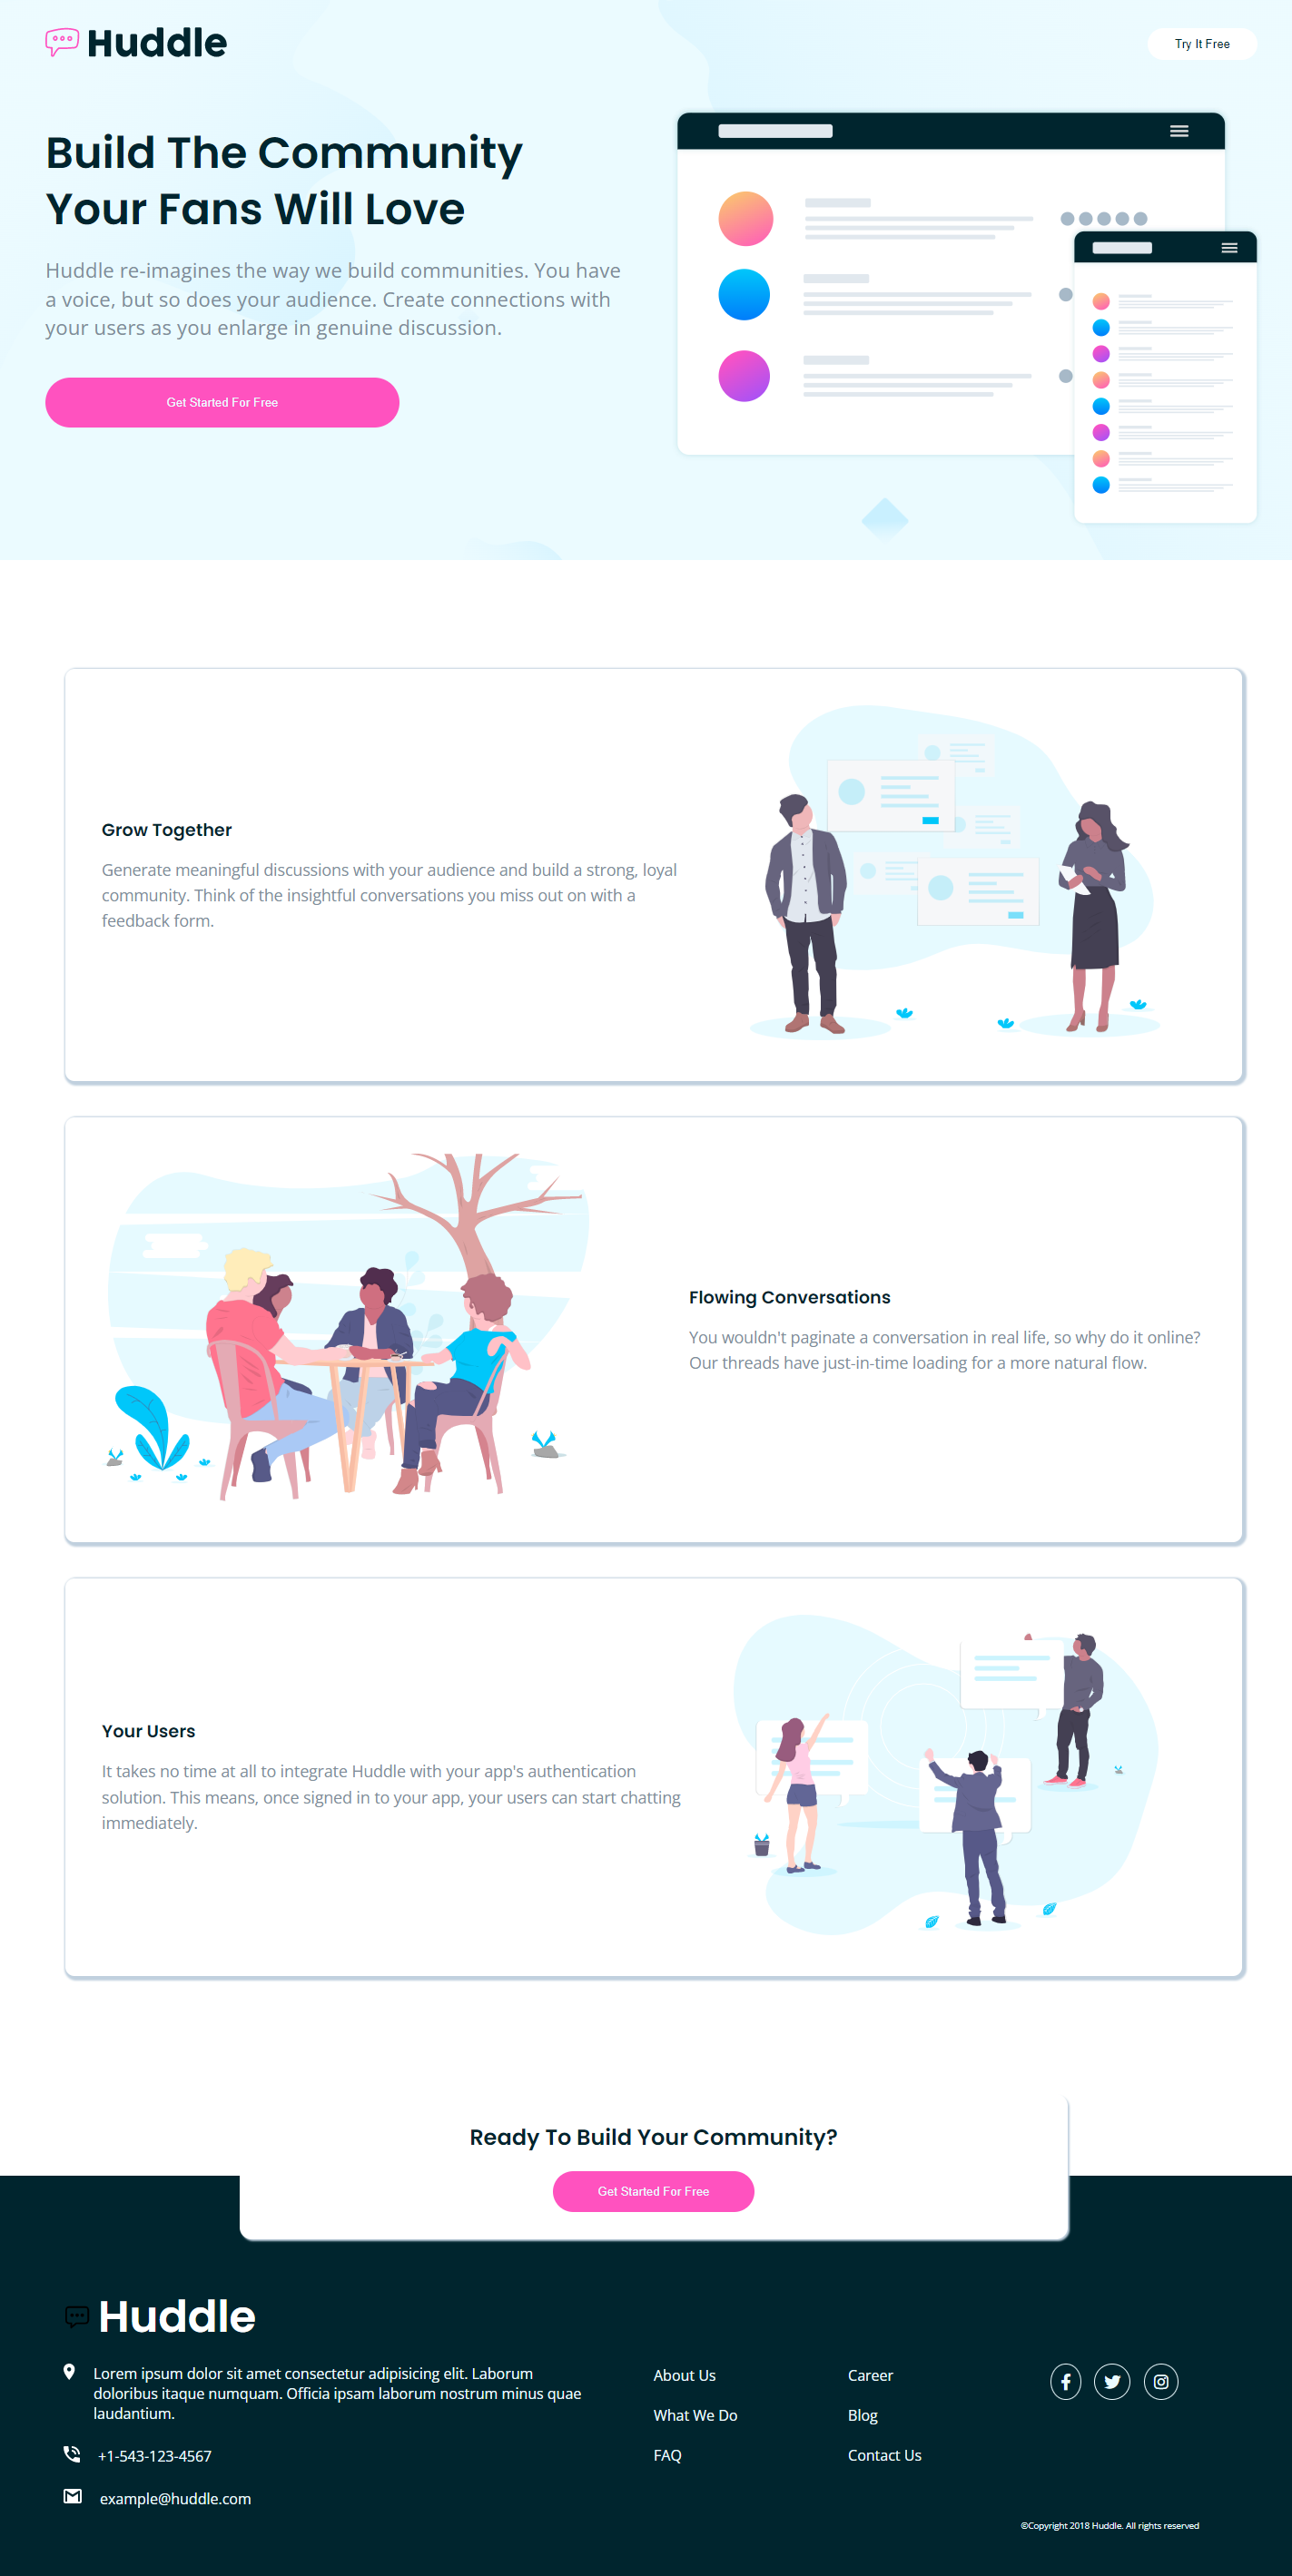 Huddle
Try It Free
Build The Community
Your Fans Will Love
Huddle re-imagines the way we build communities. You have
a voice, but so does your audience. Create connections with
your users as you enlarge in genuine discussion.
Get Started For Free
Grow Together
Generate meaningful discussions with your audience and build a strong, loyal
community. Think of the insightful conversations you miss out on with a
feedback form.
Flowing Conversations
You wouldn't paginate a conversation in real life, so why do it online?
Our threads have just-in-time loading for a more natural flow.
Your Users
It takes no time at all to integrate Huddle with your app's authentication
solution. This means, once signed in to your app, your users can start chatting
immediately.
Ready To Build Your Community?
Get Started For Free
Huddle
Lorem ipsum dolor sit amet consectetur adipisicing elit. Laborum
doloribus itaque numquam. Officia ipsam laborum nostrum minus quae
laudantium.
+1-543-123-4567
example@huddle.com
About Us
What We Do
FAQ
Career
Blog
Contact Us
©Copyright 2018 Huddle. All rights reserved